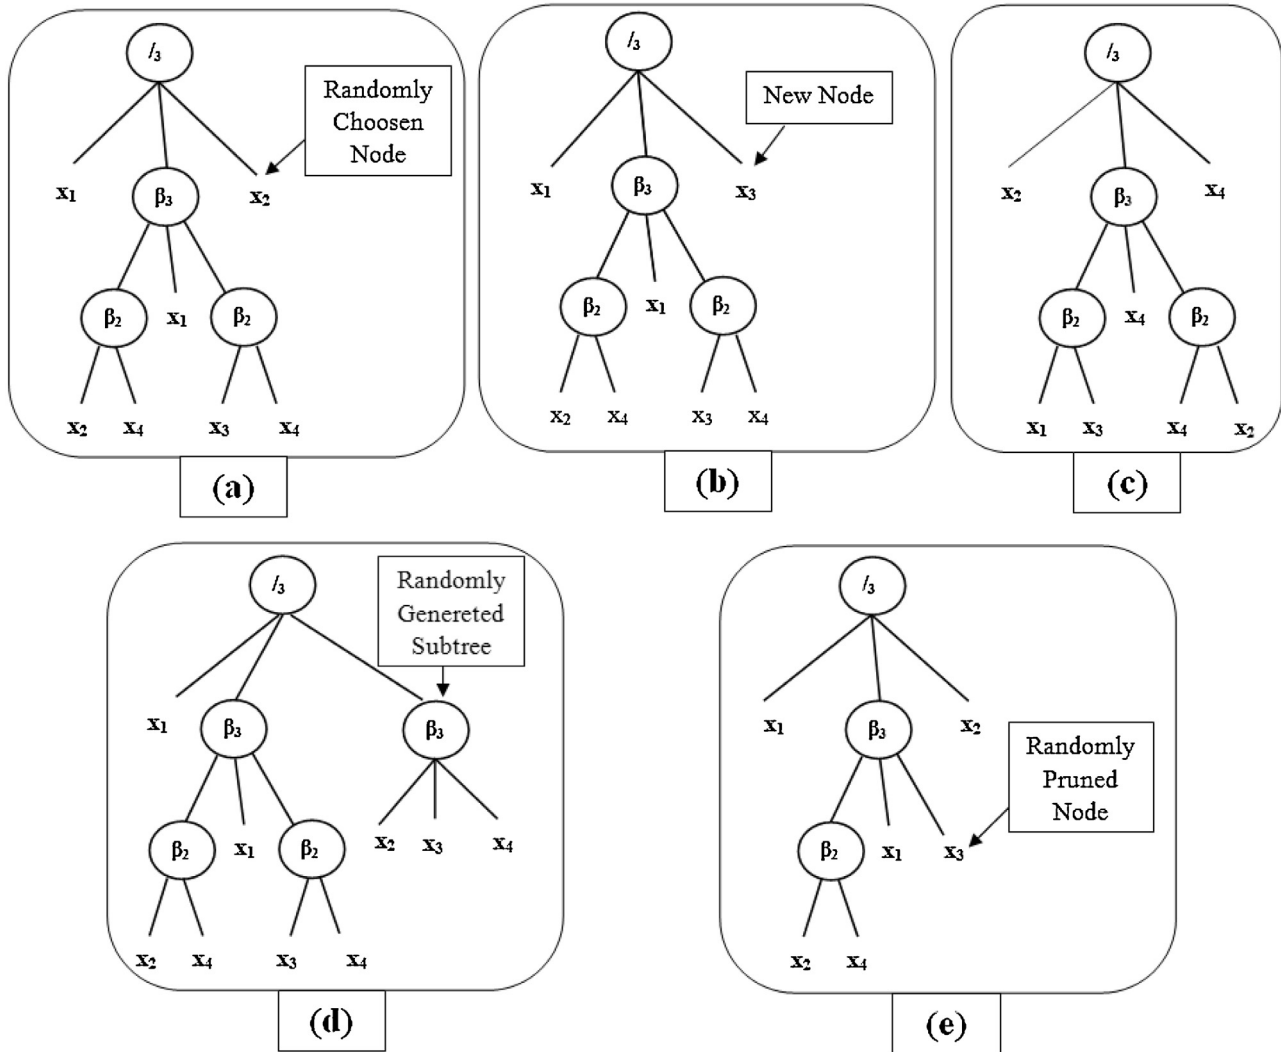 /₃
Randomly
Choosen
Node
x₁
β₃
x₂
β₂
x₁
β₂
x₂ x₄ x₃ x₄
(a)
/₃
New Node
x₁
β₃
x₃
β₂
x₁
β₂
x₂ x₄ x₃ x₄
(b)
/₃
x₂
β₃
x₄
β₂
x₄
β₂
x₁ x₃ x₄ x₂
(c)
/₃
Randomly
Genereted
Subtree
x₁
β₃
β₃
β₂
x₁
β₂
x₂ x₃ x₄
x₂ x₄ x₃ x₄
(d)
/₃
x₁
β₃
x₂
Randomly
Pruned
Node
β₂
x₁
x₃
x₂ x₄
(e)